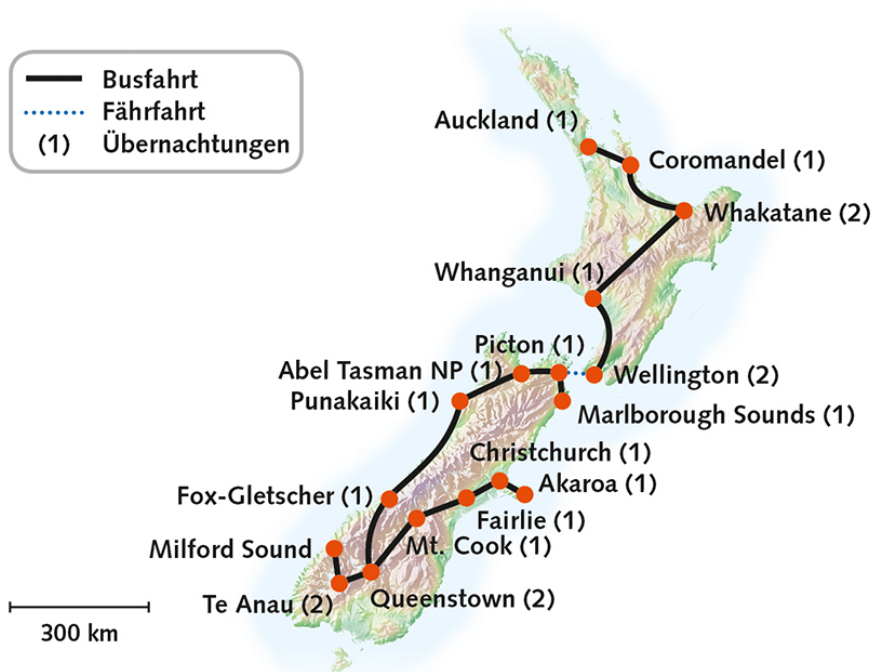 Busfahrt
Fährfahrt
(1) Übernachtungen
Auckland (1)
Coromandel (1)
Whakatane (2)
Whanganui (1)
Picton (1)
Abel Tasman NP (1)
Wellington (2)
Punakaiki (1)
Marlborough Sounds (1)
Christchurch (1)
Akaroa (1)
Fox-Gletscher (1)
Fairlie (1)
Milford Sound
Mt. Cook (1)
Te Anau (2)
Queenstown (2)
300 km